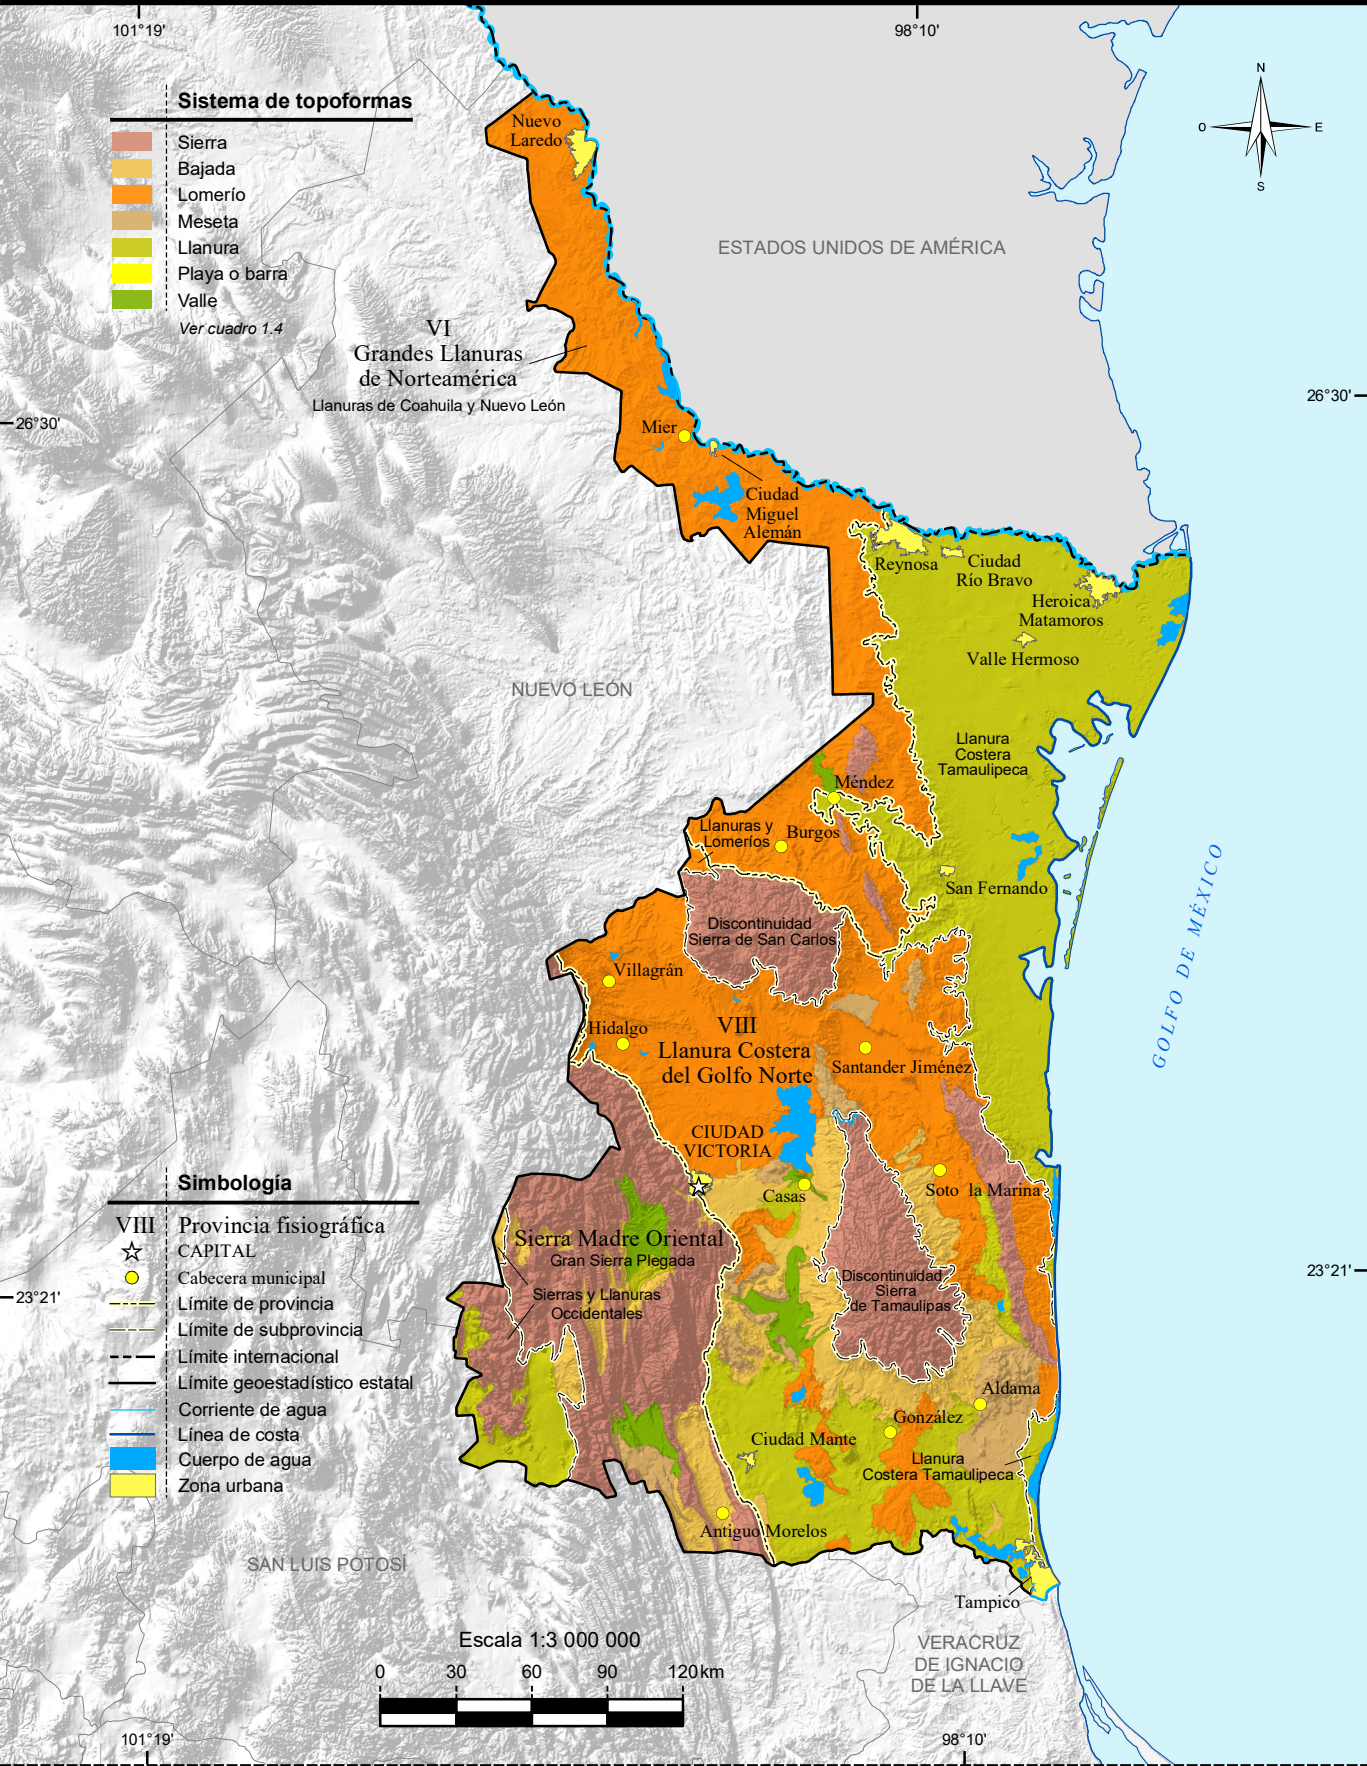 101°19'
98°10'
Sistema de topoformas
Sierra
Bajada
Lomerío
Meseta
Llanura
Playa o barra
Valle
Ver cuadro 1.4
N
O
E
S
Nuevo
Laredo
ESTADOS UNIDOS DE AMÉRICA
VI
Grandes Llanuras
de Norteamérica
Llanuras de Coahuila y Nuevo León
26°30'
26°30'
Mier
Ciudad
Miguel
Alemán
Reynosa
Ciudad
Río Bravo
Heroica
Matamoros
Valle Hermoso
NUEVO LEÓN
Llanura
Costera
Tamaulipeca
Méndez
Llanuras y
Lomeríos
Burgos
San Fernando
GOLFO DE MÉXICO
Discontinuidad
Sierra de San Carlos
Villagrán
Hidalgo
VIII
Llanura Costera
del Golfo Norte
Santander Jiménez
CIUDAD
VICTORIA
Casas
Soto la Marina
Simbología
VIII
Provincia fisiográfica
CAPITAL
Cabecera municipal
Límite de provincia
Límite de subprovincia
Límite internacional
Límite geoestadístico estatal
Corriente de agua
Línea de costa
Cuerpo de agua
Zona urbana
Sierra Madre Oriental
Gran Sierra Plegada
Sierras y Llanuras
Occidentales
Discontinuidad
Sierra
de Tamaulipas
23°21'
23°21'
Aldama
González
Ciudad Mante
Llanura
Costera Tamaulipeca
Antiguo Morelos
SAN LUIS POTOSÍ
Tampico
VERACRUZ
DE IGNACIO
DE LA LLAVE
Escala 1:3 000 000
0 30 60 90 120 km
101°19'
98°10'